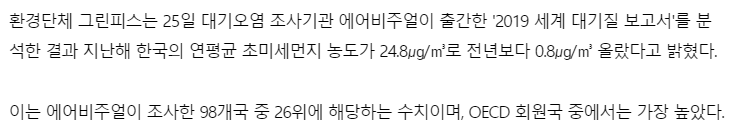 환경단체 그린피스는 25일 대기오염 조사기관 에어비주얼이 출간한 '2019 세계 대기질 보고서'를 분
석한 결과 지난해 한국의 연평균 초미세먼지 농도가 24.8㎍/㎥로 전년보다 0.8㎍/㎥ 올랐다고 밝혔다.
이는 에어비주얼이 조사한 98개국 중 26위에 해당하는 수치이며, OECD 회원국 중에서는 가장 높았다.